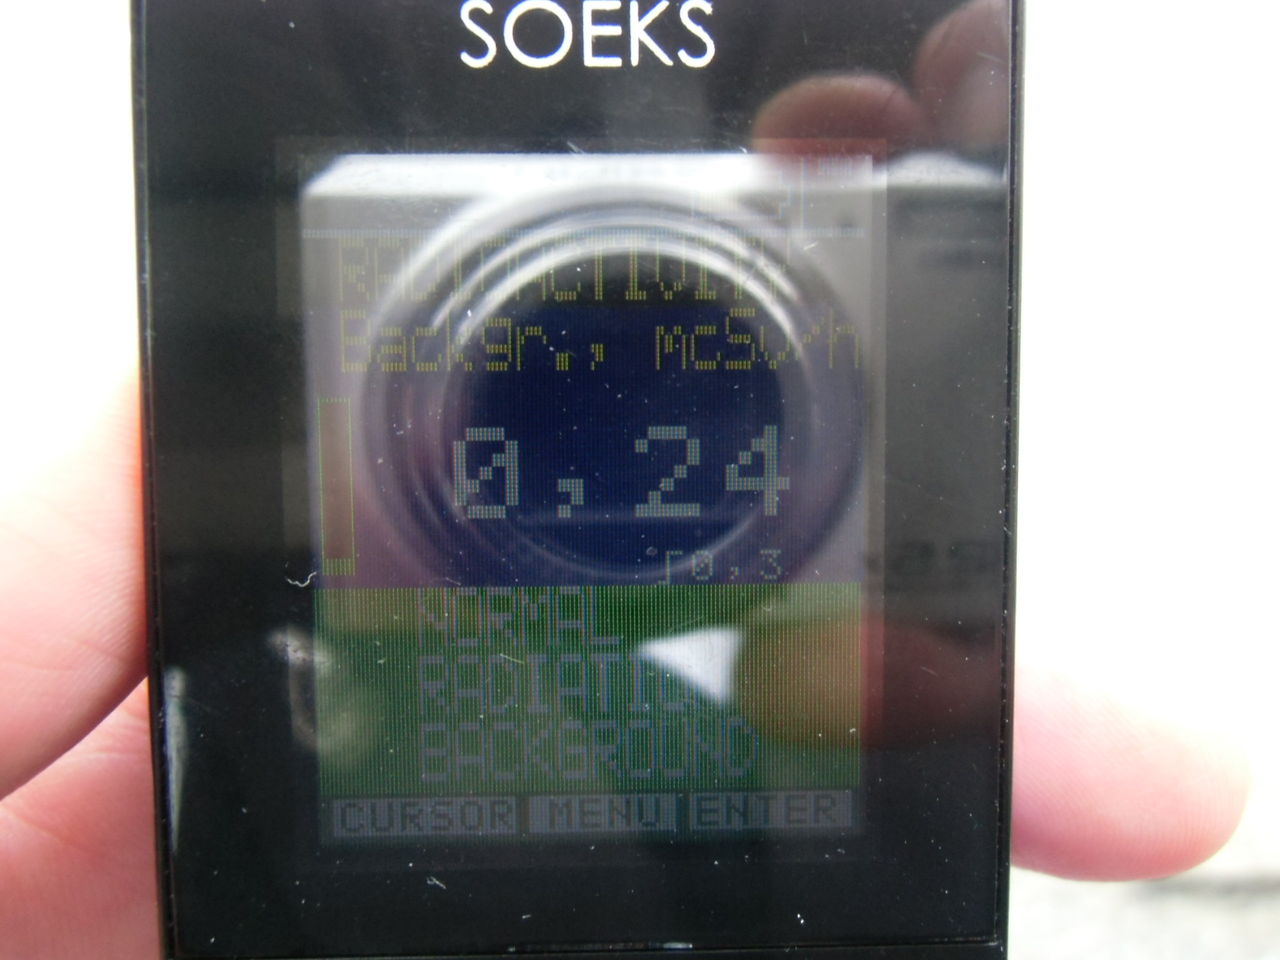 SOEKS
RADIOACTIVITY
Backgr., mcSv/h
0,24
0,3
NORMAL
RADIATION
BACKGROUND
CURSOR MENU ENTER